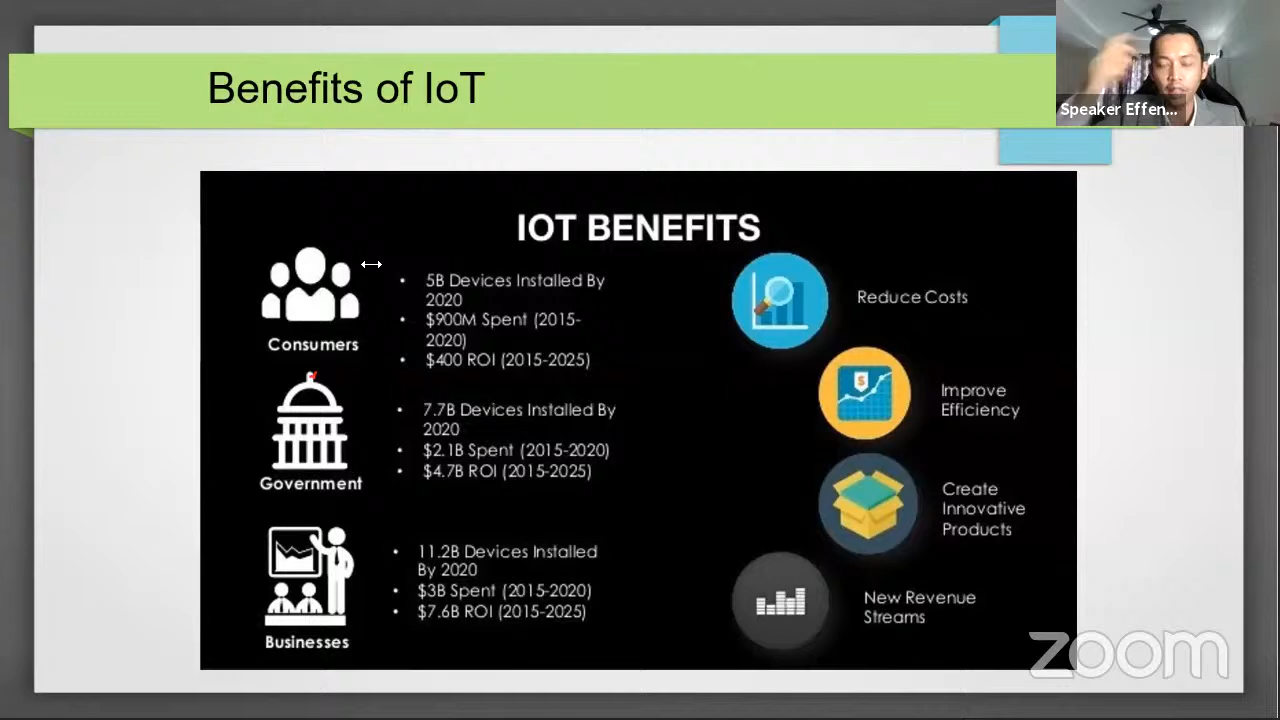 Benefits of IoT
Speaker Effen...
IOT BENEFITS
Consumers
• 5B Devices Installed By
2020
• $900M Spent (2015-
2020)
• $400 ROI (2015-2025)
Government
• 7.7B Devices Installed By
2020
• $2.1B Spent (2015-2020)
• $4.7B ROI (2015-2025)
Businesses
• 11.2B Devices Installed
By 2020
• $3B Spent (2015-2020)
• $7.6B ROI (2015-2025)
Reduce Costs
$
Improve
Efficiency
Create
Innovative
Products
New Revenue
Streams
zoom